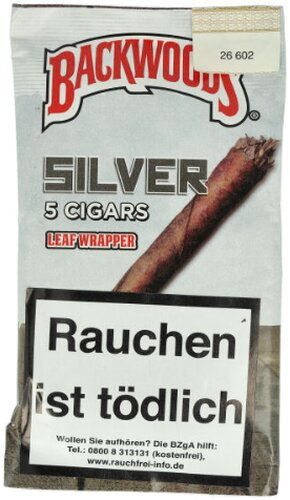 26 602
BACKWOODS®
SILVER
5 CIGARS
LEAF WRAPPER
Rauchen
ist tödlich
Wollen Sie aufhören? Die BZgA hilft:
Tel.: 0800 8 313131 (kostenfrei),
www.rauchfrei-info.de